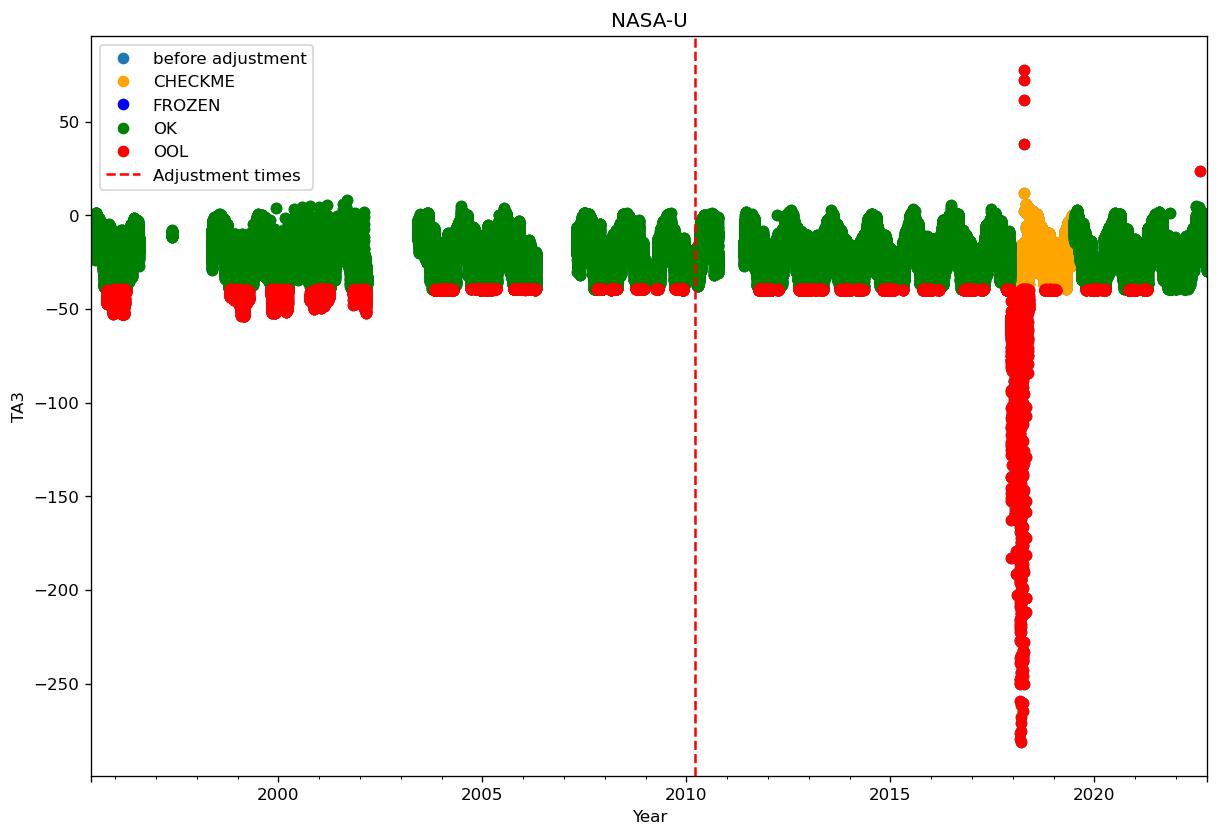 NASA-U
before adjustment
CHECKME
FROZEN
OK
OOL
Adjustment times
50
0
−50
−100
−150
−200
−250
TA3
2000
2005
2010
2015
2020
Year